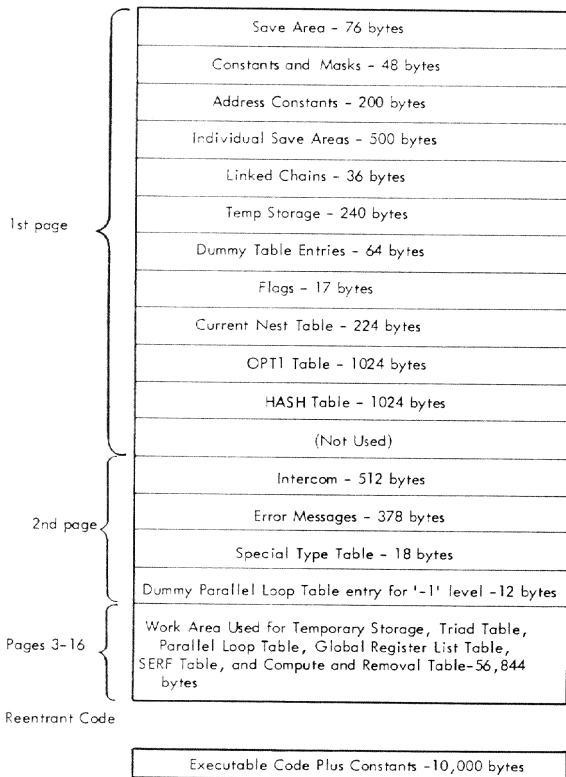 Save Area - 76 bytes
Constants and Masks - 48 bytes
Address Constants - 200 bytes
Individual Save Areas - 500 bytes
Linked Chains - 36 bytes
Temp Storage - 240 bytes
1st page
Dummy Table Entries - 64 bytes
Flags - 17 bytes
Current Nest Table - 224 bytes
OPT1 Table - 1024 bytes
HASH Table - 1024 bytes
(Not Used)
Intercom - 512 bytes
2nd page
Error Messages - 378 bytes
Special Type Table - 18 bytes
Dummy Parallel Loop Table entry for '-1' level -12 bytes
Pages 3-16
Work Area Used for Temporary Storage, Triad Table,
Parallel Loop Table, Global Register List Table,
SERF Table, and Compute and Removal Table-56,844
bytes
Reentrant Code
Executable Code Plus Constants -10,000 bytes